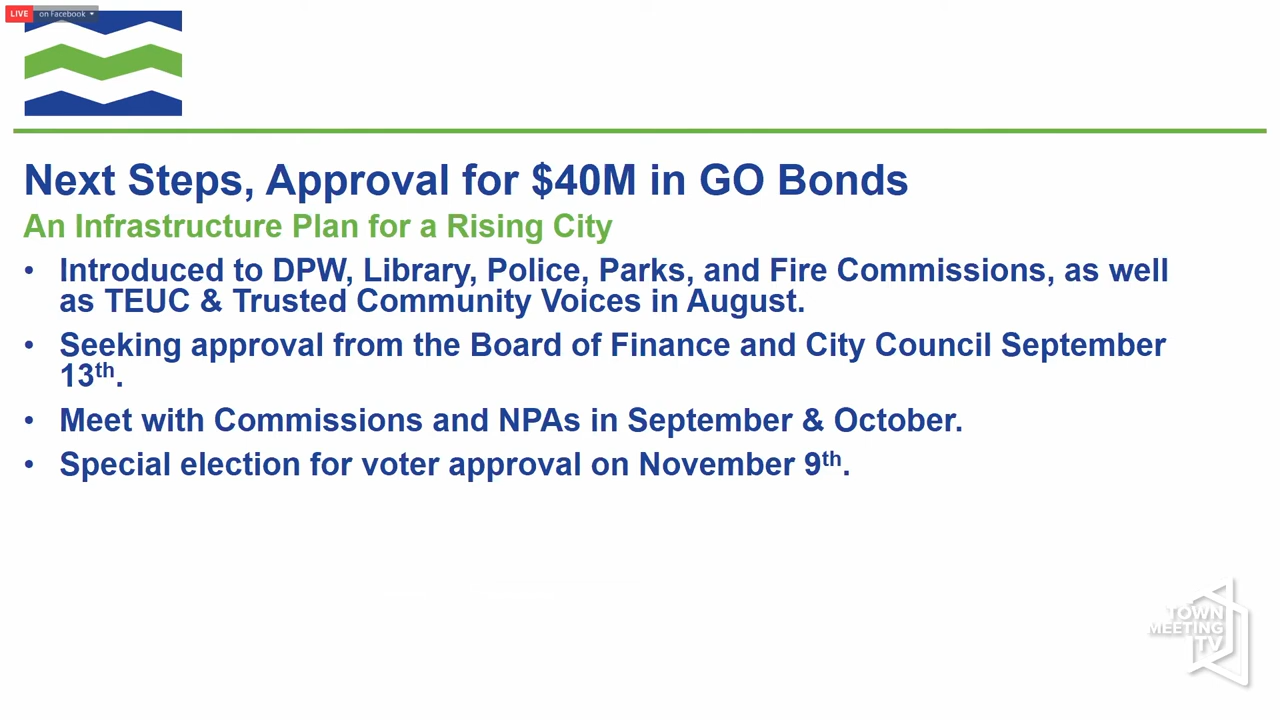 LIVE on Facebook
Next Steps, Approval for $40M in GO Bonds
An Infrastructure Plan for a Rising City
• Introduced to DPW, Library, Police, Parks, and Fire Commissions, as well
as TEUC & Trusted Community Voices in August.
• Seeking approval from the Board of Finance and City Council September
13th.
• Meet with Commissions and NPAs in September & October.
• Special election for voter approval on November 9th.
TOWN
MEETING
TV